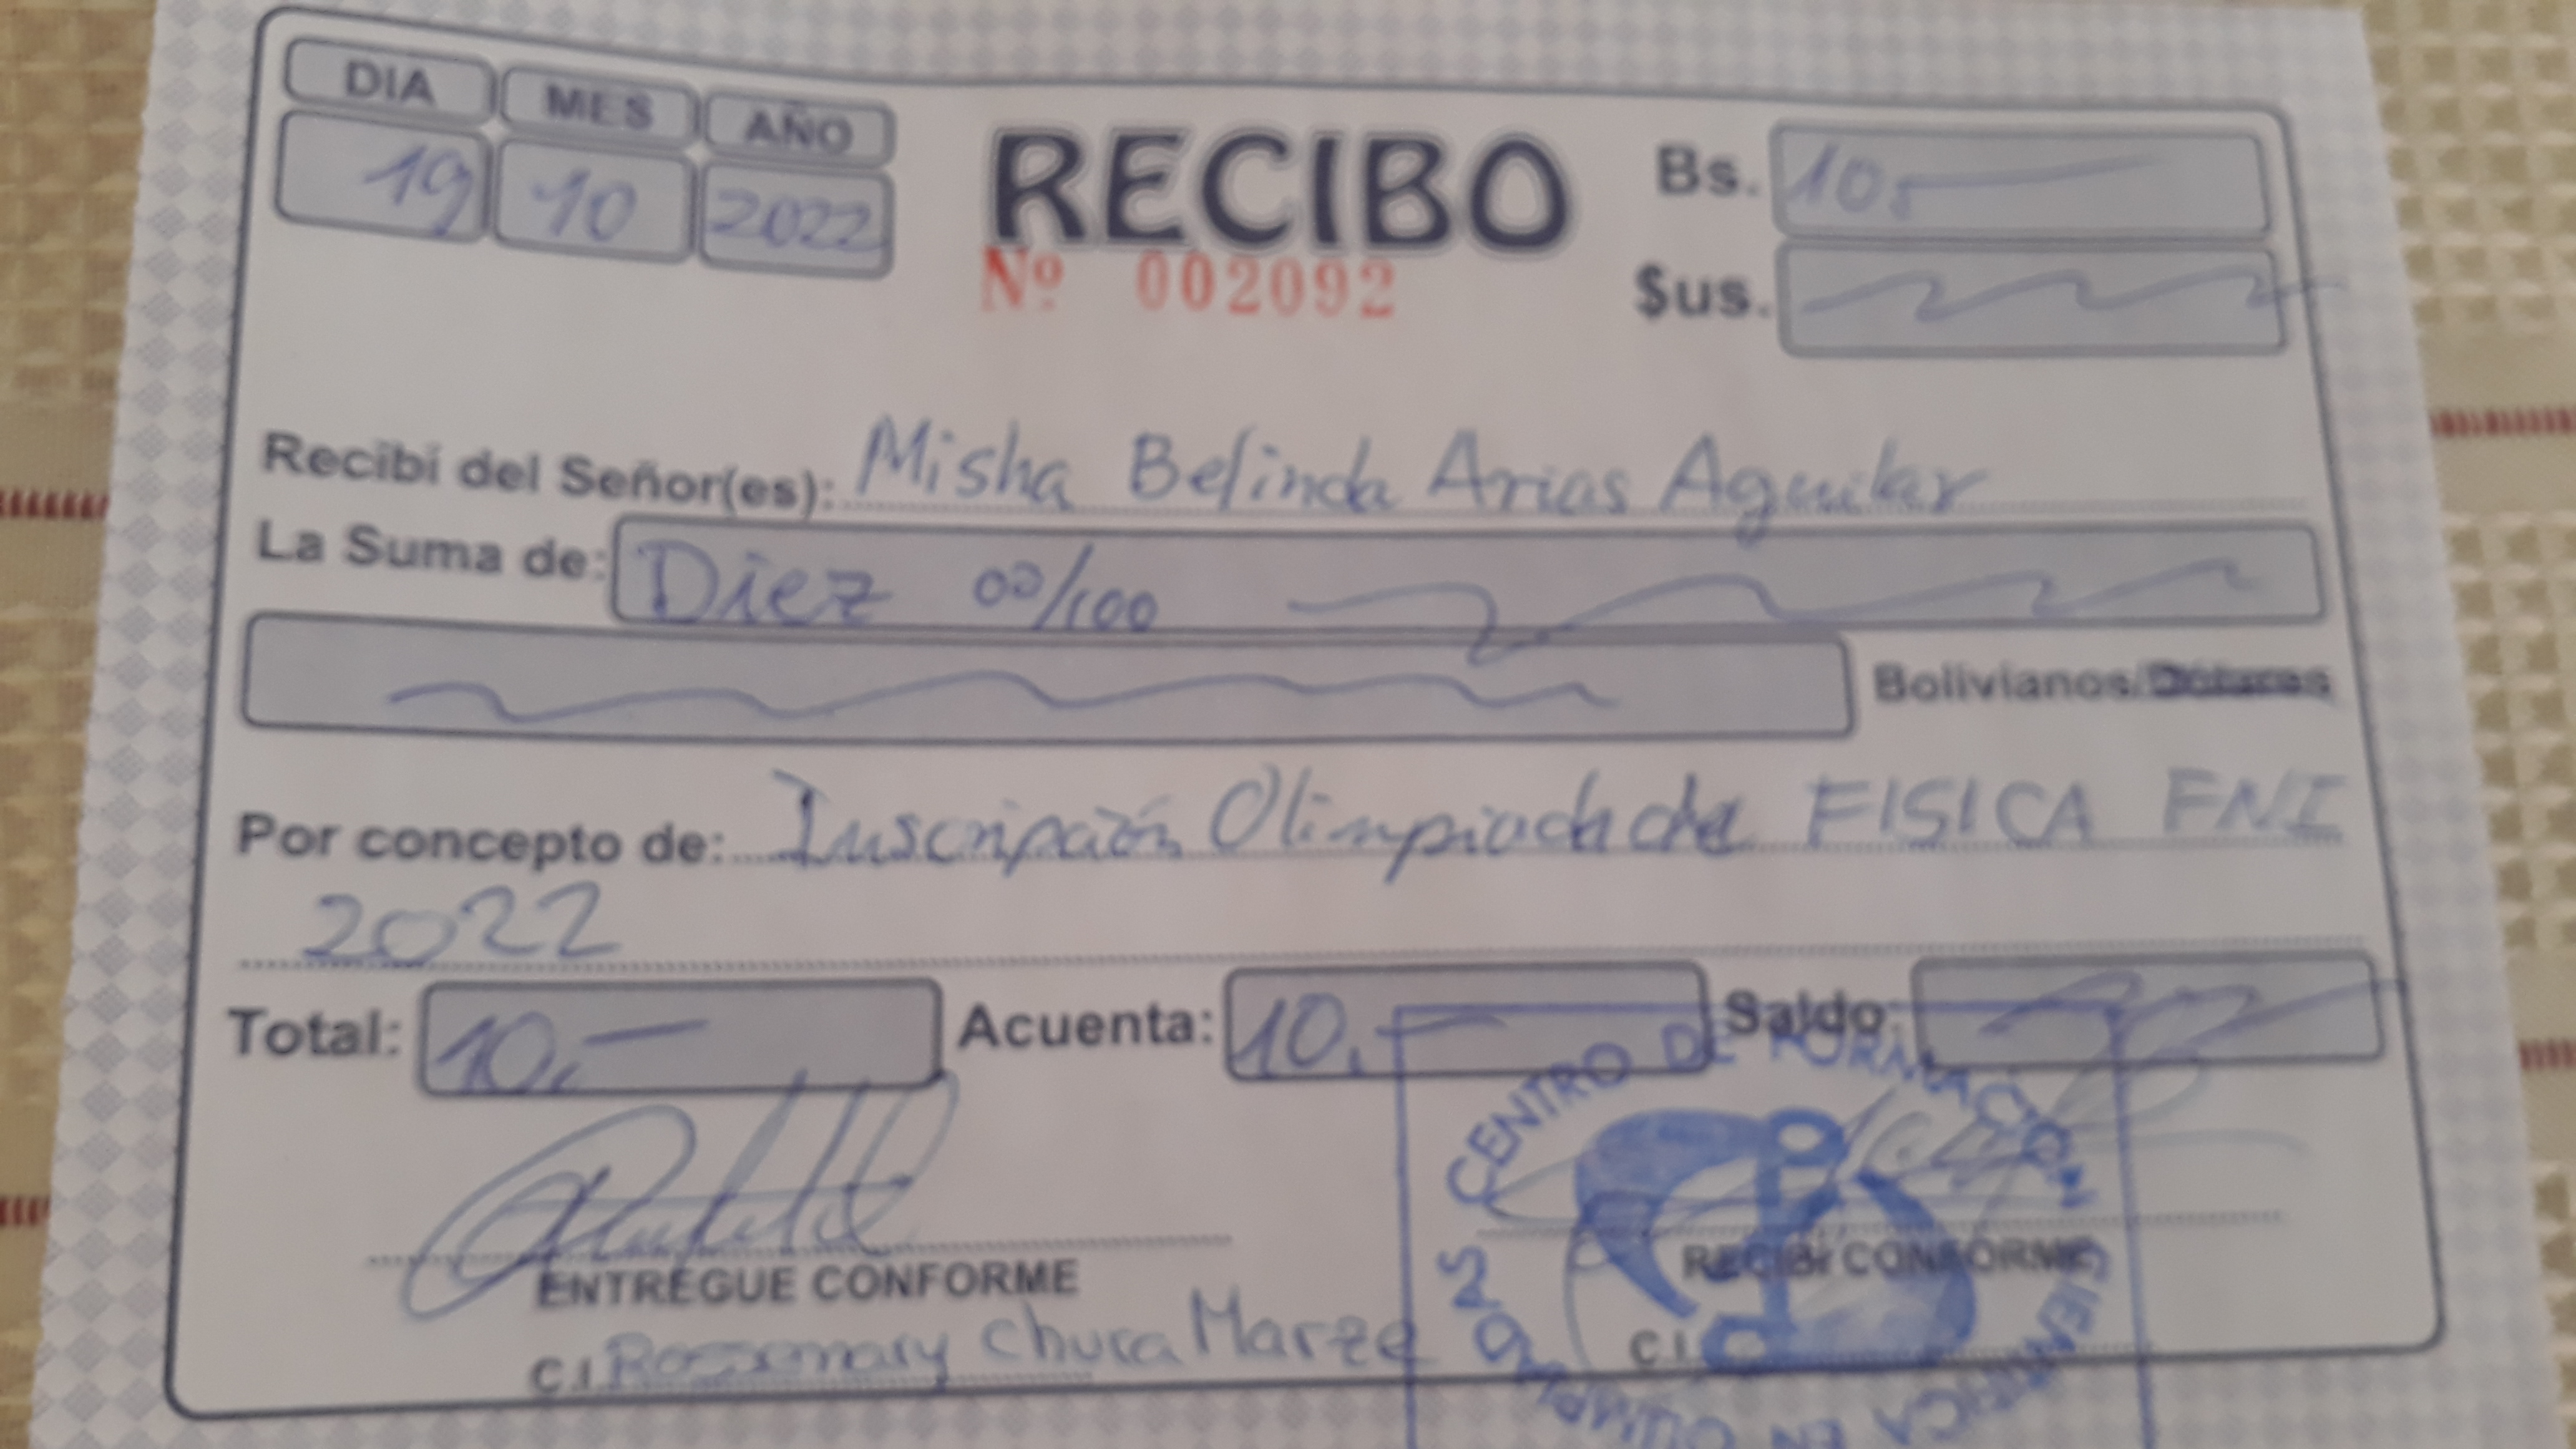 DIA MES AÑO
19 10 2022
RECIBO
Nº 002092
Bs. 10,-
$us.
Recibí del Señor(es): Misha Belinda Arias Aguilar
La Suma de: Diez 00/100
Bolivianos/Dólares
Por concepto de: Inscripción Olimpiada FISICA FNI
2022
Total: 10,- Acuenta: 10,- Saldo:
ENTREGUE CONFORME
C.I. Rosemary Chura Marze
RECIBI CONFORME
C.I.
CENTRO DE